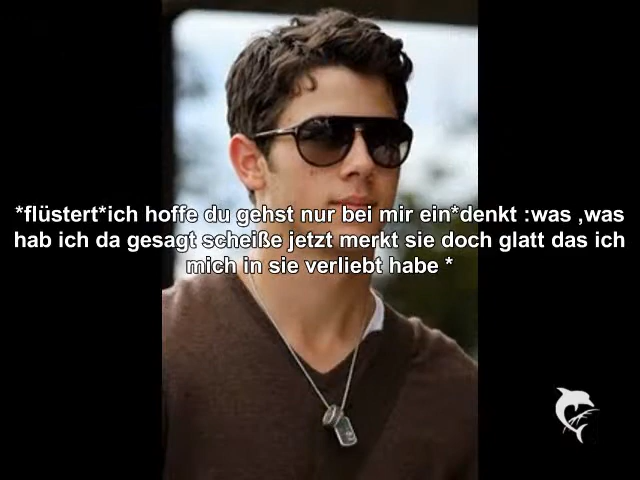 *flüstert*ich hoffe du gehst nur bei mir ein*denkt :was ,was
hab ich da gesagt scheiße jetzt merkt sie doch glatt das ich
mich in sie verliebt habe *